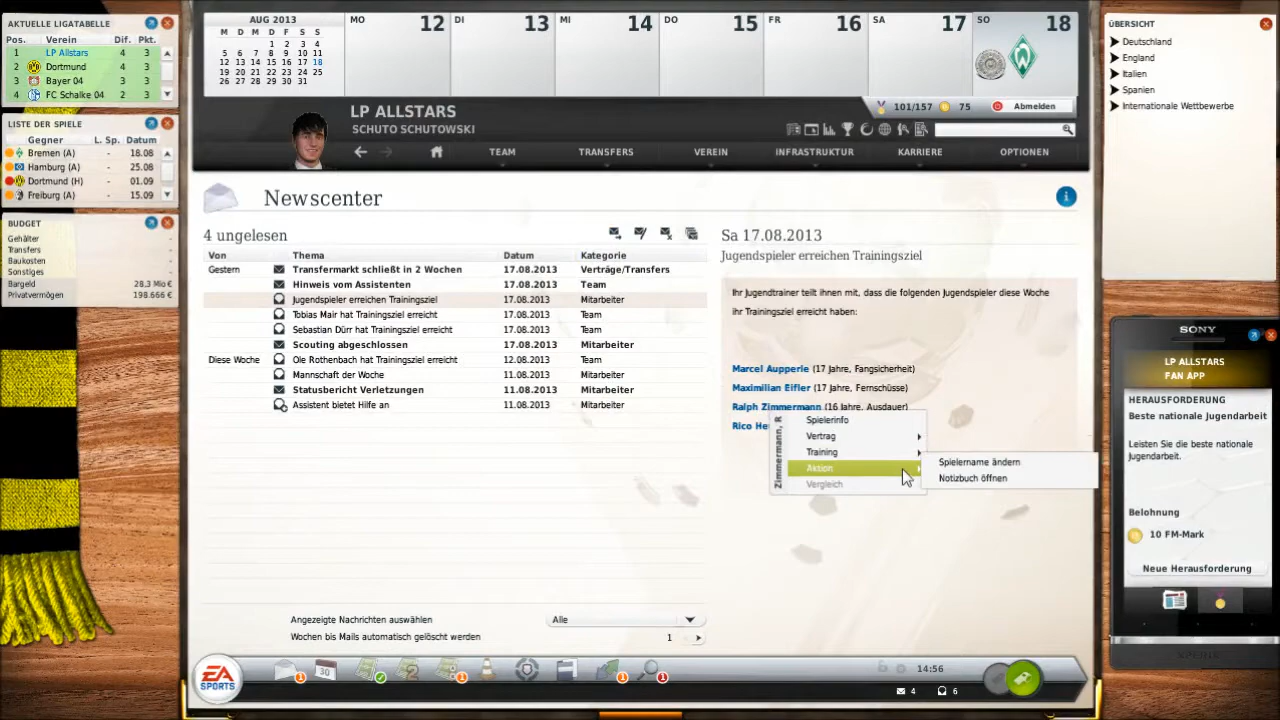 AKTUELLE LIGATABELLE
Pos. Verein Dif. Pkt.
1 LP Allstars 4 3
2 Dortmund 4 3
3 Bayer 04 3 3
4 FC Schalke 04 2 3
LISTE DER SPIELE
Gegner L. Sp. Datum
Bremen (A) - 18.08
Hamburg (A) - 25.08
Dortmund (H) - 01.09
Freiburg (A) - 15.09
BUDGET
Gehälter -
Transfers -
Baukosten -
Sonstiges -
Bargeld 28,3 Mio €
Privatvermögen 198.666 €
AUG 2013
M D M D F S S
1 2 3 4
5 6 7 8 9 10 11
12 13 14 15 16 17 18
19 20 21 22 23 24 25
26 27 28 29 30 31
MO 12
DI 13
MI 14
DO 15
FR 16
SA 17
SO 18
LP ALLSTARS
SCHUTO SCHUTOWSKI
101/157 75 Abmelden
TEAM TRANSFERS VEREIN INFRASTRUKTUR KARRIERE OPTIONEN
Newscenter
4 ungelesen
Von Thema Datum Kategorie
Gestern Transfermarkt schließt in 2 Wochen 17.08.2013 Verträge/Transfers
Hinweis vom Assistenten 17.08.2013 Team
Jugendspieler erreichen Trainingsziel 17.08.2013 Mitarbeiter
Tobias Mair hat Trainingsziel erreicht 17.08.2013 Team
Sebastian Dürr hat Trainingsziel erreicht 17.08.2013 Team
Scouting abgeschlossen 17.08.2013 Mitarbeiter
Diese Woche Ole Rothenbach hat Trainingsziel erreicht 12.08.2013 Team
Mannschaft der Woche 11.08.2013 Mitarbeiter
Statusbericht Verletzungen 11.08.2013 Mitarbeiter
Assistent bietet Hilfe an 11.08.2013 Mitarbeiter
Angezeigte Nachrichten auswählen Alle
Wochen bis Mails automatisch gelöscht werden 1
Sa 17.08.2013
Jugendspieler erreichen Trainingsziel
Ihr Jugendtrainer teilt ihnen mit, dass die folgenden Jugendspieler diese Woche
ihr Trainingsziel erreicht haben:
Marcel Aupperle (17 Jahre, Fangsicherheit)
Maximilian Eifler (17 Jahre, Fernschüsse)
Ralph Zimmermann (16 Jahre, Ausdauer)
Rico
Zimmermann, R
Spielerinfo
Vertrag
Training
Aktion
Vergleich
Spielername ändern
Notizbuch öffnen
ÜBERSICHT
Deutschland
England
Italien
Spanien
Internationale Wettbewerbe
SONY
LP ALLSTARS
FAN APP
HERAUSFORDERUNG
Beste nationale Jugendarbeit
Leisten Sie die beste nationale
Jugendarbeit.
Belohnung
10 FM-Mark
Neue Herausforderung
EA
SPORTS
30
1
2
1
1
1
14:56
4 6